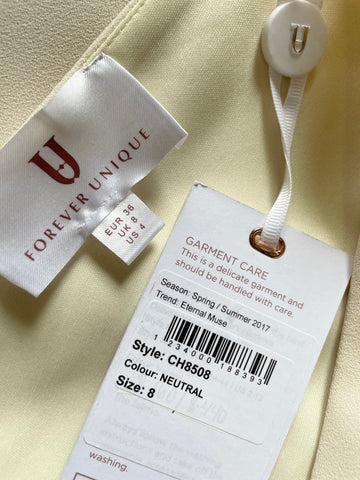 U
U
FOREVER UNIQUE
EUR 36
UK 8
US 4
GARMENT CARE
This is a delicate garment and
should be handled with care.
Season: Spring / Summer 2017
Trend: Eternal Muse
1234000188393
Style: CH8508
Colour: NEUTRAL
Size: 8
washing.